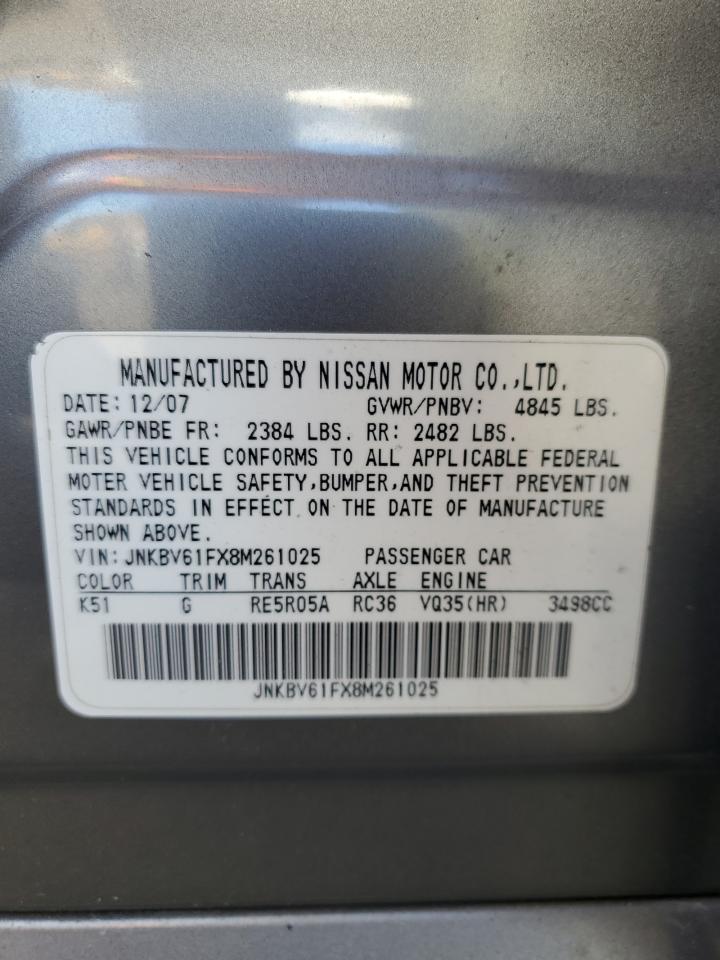 MANUFACTURED BY NISSAN MOTOR CO.,LTD.
DATE: 12/07 GVWR/PNBV: 4845 LBS.
GAWR/PNBE FR: 2384 LBS. RR: 2482 LBS.
THIS VEHICLE CONFORMS TO ALL APPLICABLE FEDERAL
MOTER VEHICLE SAFETY,BUMPER,AND THEFT PREVENTION
STANDARDS IN EFFECT ON THE DATE OF MANUFACTURE
SHOWN ABOVE.
VIN: JNKBV61FX8M261025 PASSENGER CAR
COLOR TRIM TRANS AXLE ENGINE
K51 G RE5R05A RC36 VQ35(HR) 3498CC
JNKBV61FX8M261025